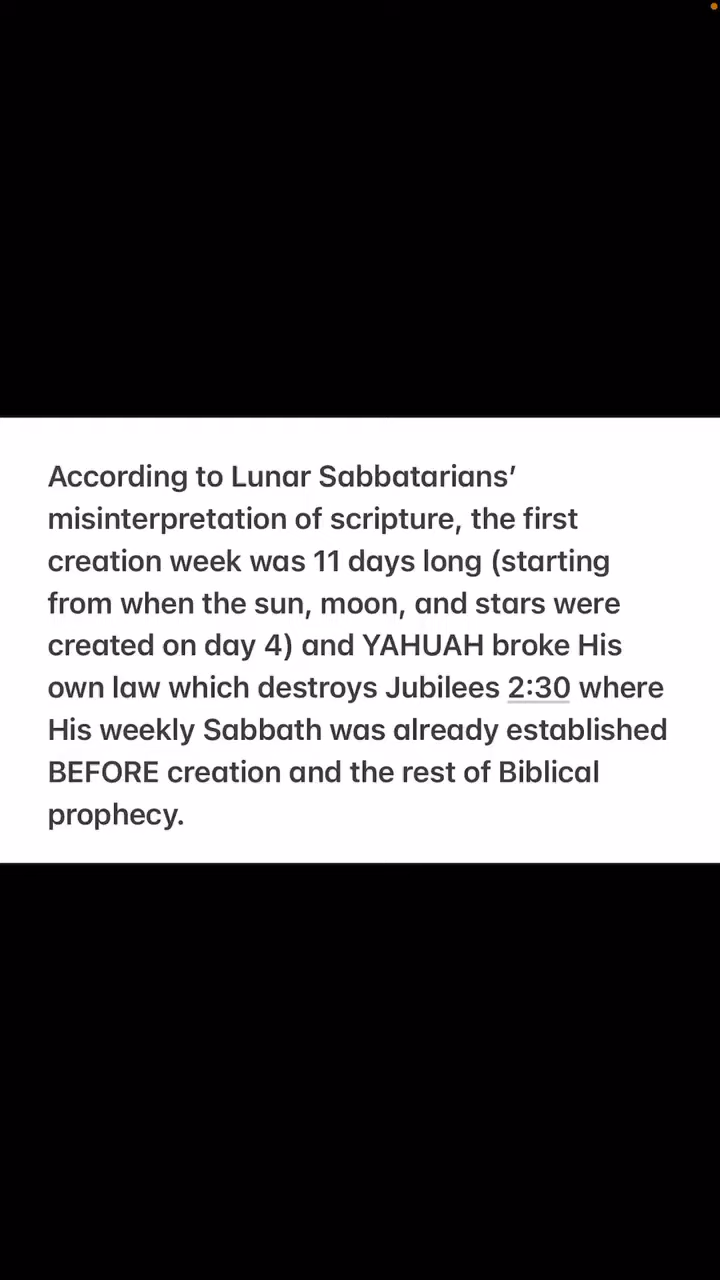 According to Lunar Sabbatarians’
misinterpretation of scripture, the first
creation week was 11 days long (starting
from when the sun, moon, and stars were
created on day 4) and YAHUAH broke His
own law which destroys Jubilees 2:30 where
His weekly Sabbath was already established
BEFORE creation and the rest of Biblical
prophecy.